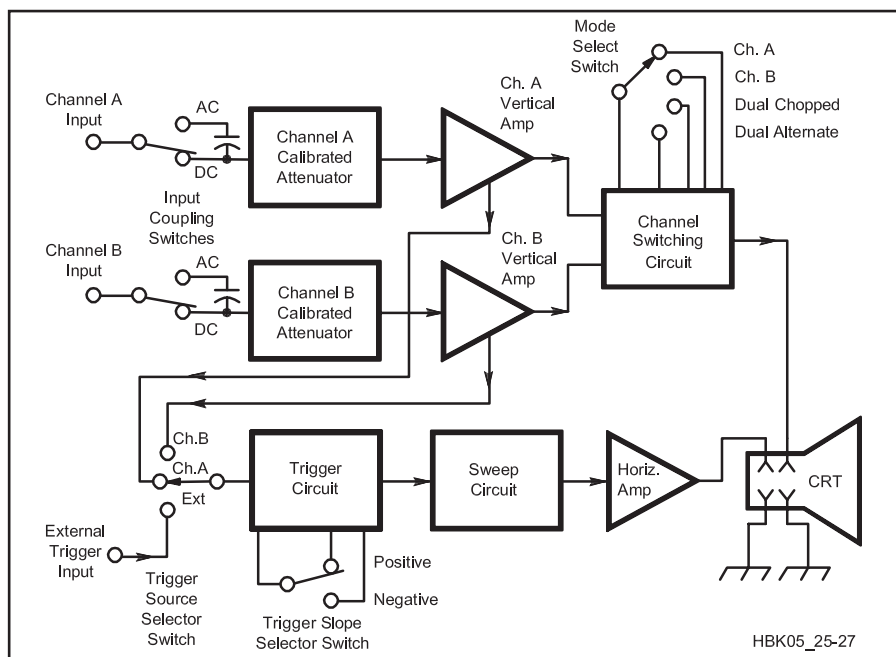 Mode
Select
Switch
Ch. A
Ch. B
Dual Chopped
Dual Alternate
Channel A
Input
AC
DC
Channel A
Calibrated
Attenuator
Ch. A
Vertical
Amp
Input
Coupling
Switches
Channel B
Input
AC
DC
Channel B
Calibrated
Attenuator
Ch. B
Vertical
Amp
Channel
Switching
Circuit
Ch.B
Ch.A
Ext
External
Trigger
Input
Trigger
Source
Selector
Switch
Trigger
Circuit
Positive
Negative
Trigger Slope
Selector Switch
Sweep
Circuit
Horiz.
Amp
CRT
HBK05_25-27